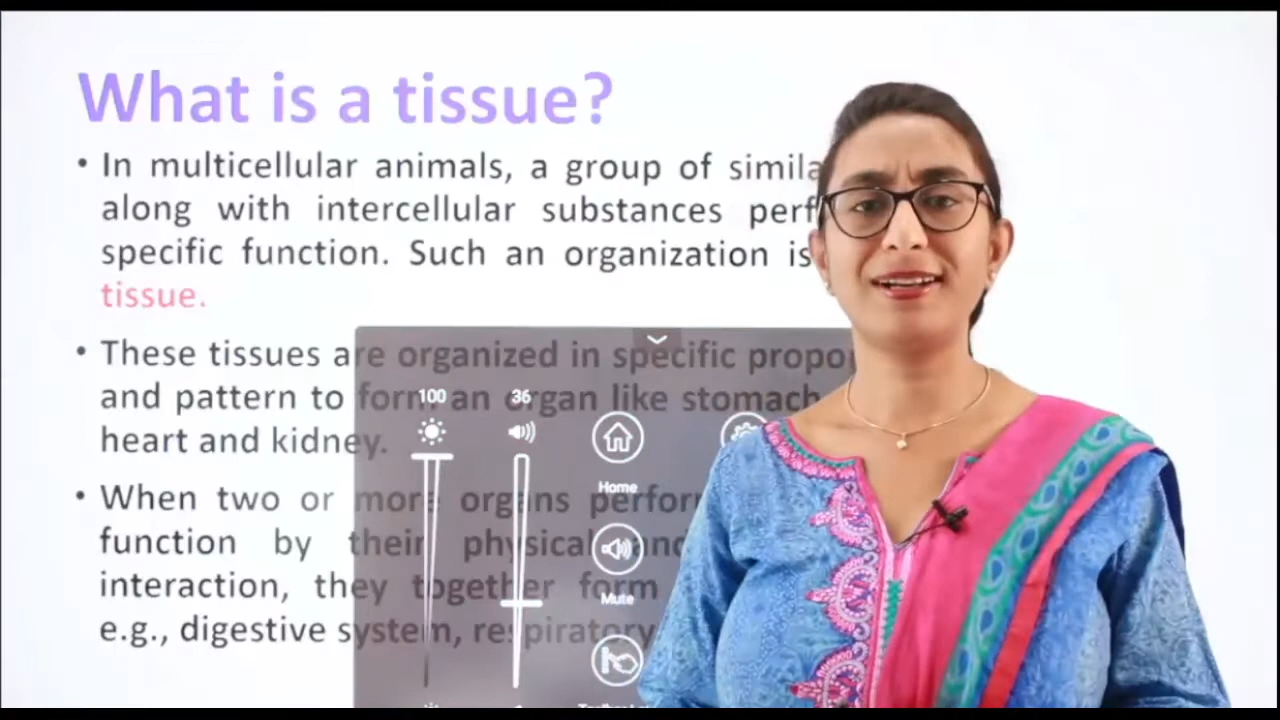 What is a tissue?
• In multicellular animals, a group of simila
along with intercellular substances perf
specific function. Such an organization is
tissue.
• These tissues are organized in specific propo
and pattern to form an organ like stomach
heart and kidney.
• When two or more organs perform
function by their physical and
interaction, they together form
e.g., digestive system, respiratory
100 36
Home
Mute